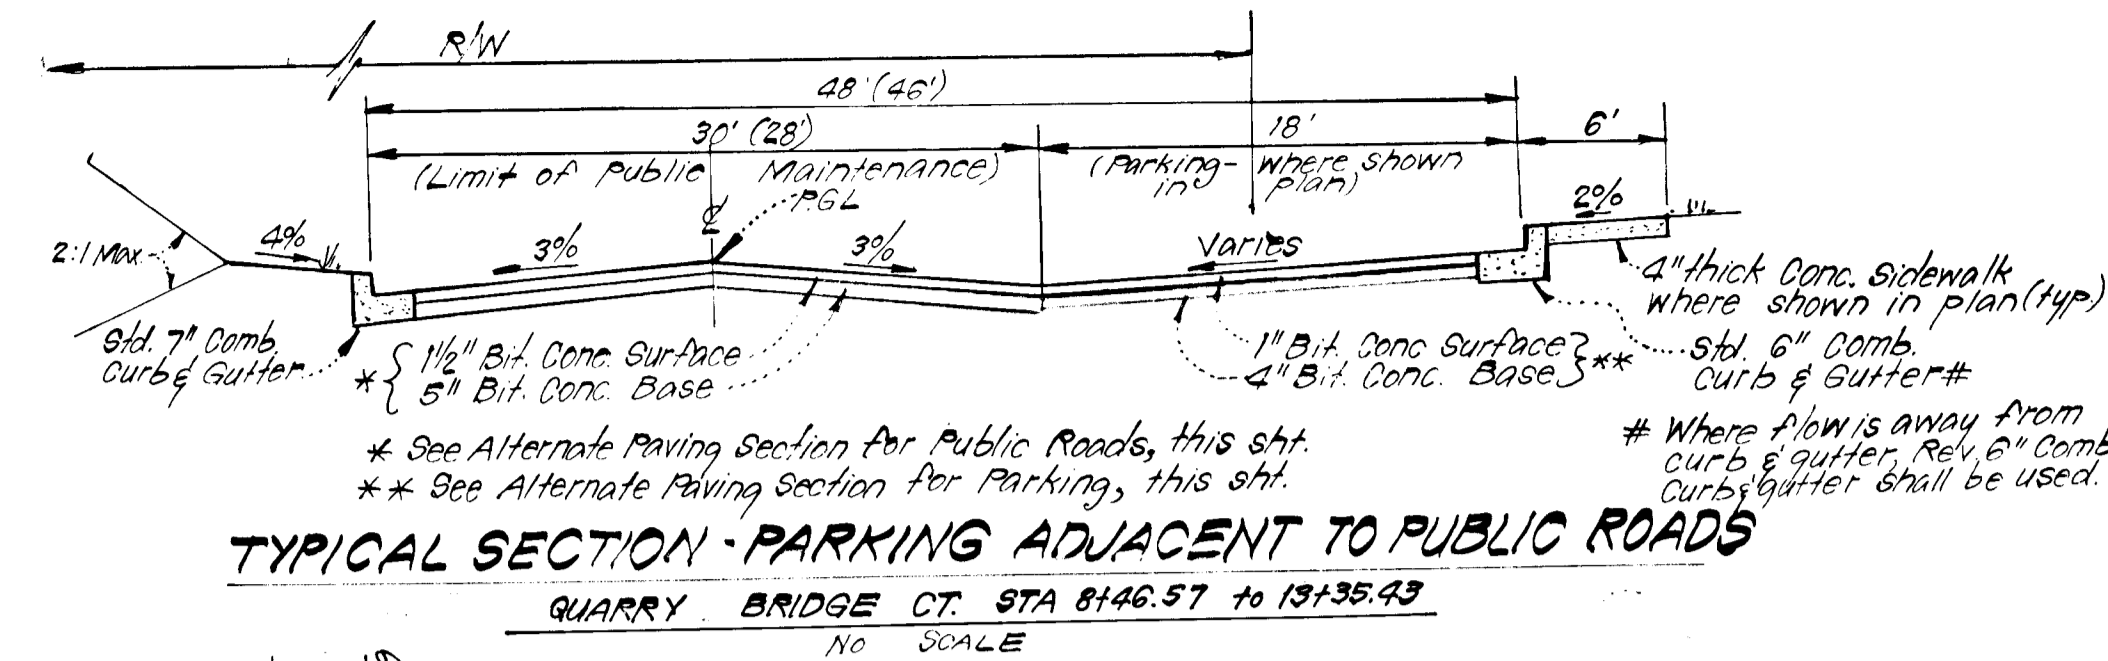 R/W
48' (46')
30' (28')
18'
6'
(Limit of Public Maintenance)
(Parking- where shown
in plan)
P.G.L
℄
2:1 Max.
4%
3%
3%
Varies
2%
Std. 7" Comb.
Curb & Gutter
* { 1½" Bit. Conc. Surface
5" Bit. Conc. Base
1" Bit. Conc Surface } **
4" Bit. Conc. Base
4" thick Conc. Sidewalk
where shown in plan (typ.)
Std. 6" Comb.
Curb & Gutter #
# Where flow is away from
curb & gutter, Rev. 6" Comb
Curb & gutter shall be used.
* See Alternate Paving Section for Public Roads, this sht.
** See Alternate Paving Section for Parking, this sht.
TYPICAL SECTION - PARKING ADJACENT TO PUBLIC ROADS
QUARRY BRIDGE CT. STA 8+46.57 to 13+35.43
NO SCALE